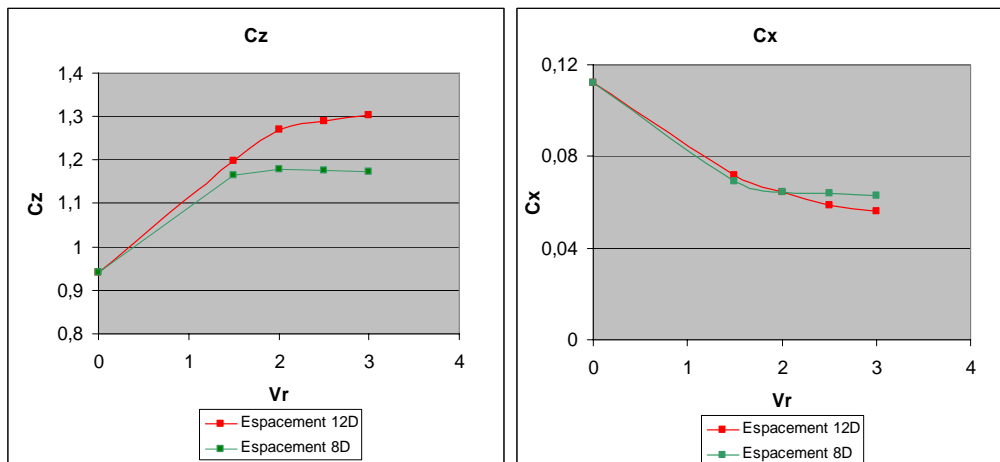 Cz
1,4
1,3
1,2
1,1
1
0,9
0,8
Cz
0 1 2 3 4
Vr
Espacement 12D
Espacement 8D
Cx
0,12
0,08
0,04
0
Cx
0 1 2 3 4
Vr
Espacement 12D
Espacement 8D